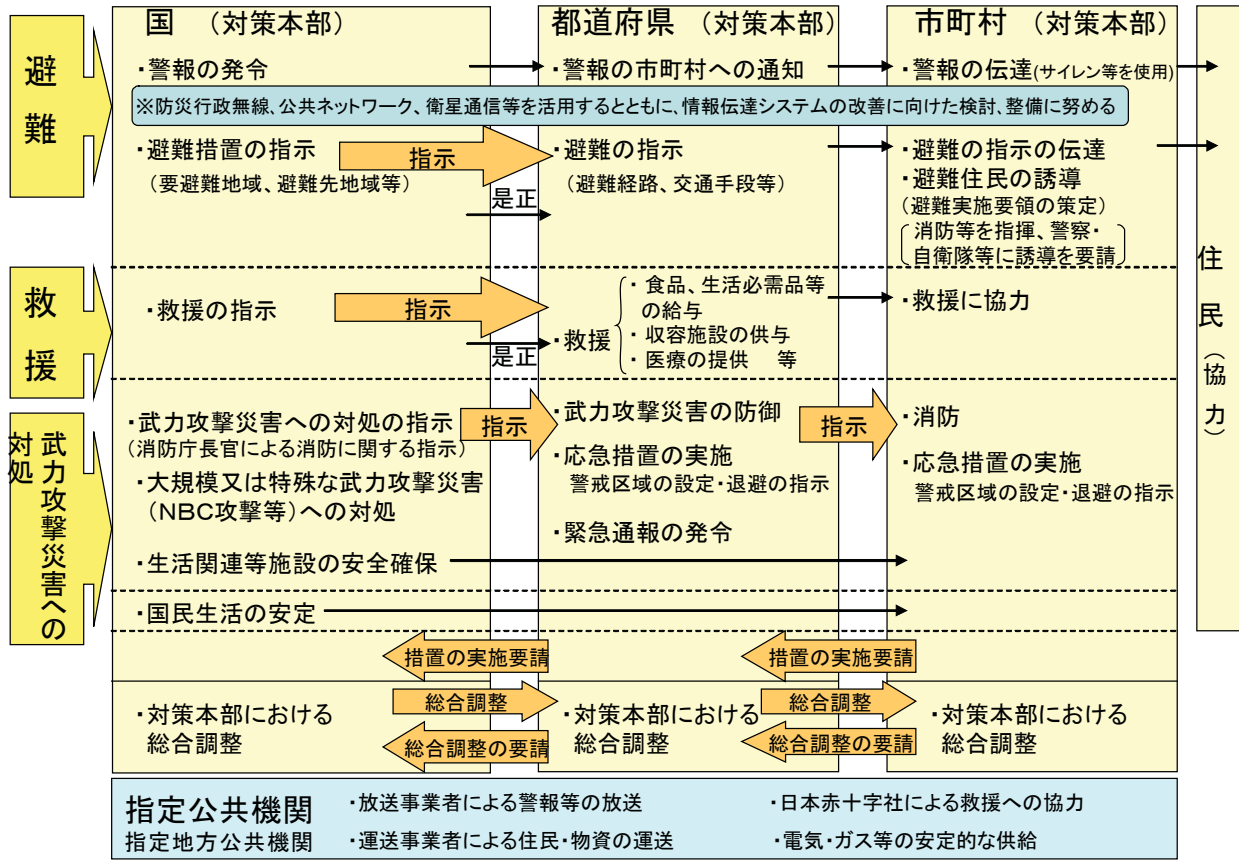 国 (対策本部)
都道府県 (対策本部)
市町村 (対策本部)
避難
・警報の発令
・警報の市町村への通知
・警報の伝達(サイレン等を使用)
※防災行政無線、公共ネットワーク、衛星通信等を活用するとともに、情報伝達システムの改善に向けた検討、整備に努める
・避難措置の指示
(要避難地域、避難先地域等)
指示
是正
・避難の指示
(避難経路、交通手段等)
・避難の指示の伝達
・避難住民の誘導
(避難実施要領の策定)
消防等を指揮、警察・
自衛隊等に誘導を要請
救援
・救援の指示
指示
是正
・救援
・食品、生活必需品等
の給与
・収容施設の供与
・医療の提供 等
・救援に協力
武力攻撃災害への
対処
・武力攻撃災害への対処の指示
(消防庁長官による消防に関する指示)
・大規模又は特殊な武力攻撃災害
(NBC攻撃等)への対処
・生活関連等施設の安全確保
指示
・武力攻撃災害の防御
・応急措置の実施
警戒区域の設定・退避の指示
・緊急通報の発令
指示
・消防
・応急措置の実施
警戒区域の設定・退避の指示
・国民生活の安定
措置の実施要請
措置の実施要請
・対策本部における
総合調整
総合調整
総合調整の要請
・対策本部における
総合調整
総合調整
総合調整の要請
・対策本部における
総合調整
住民(協力)
指定公共機関
指定地方公共機関
・放送事業者による警報等の放送
・日本赤十字社による救援への協力
・運送事業者による住民・物資の運送
・電気・ガス等の安定的な供給